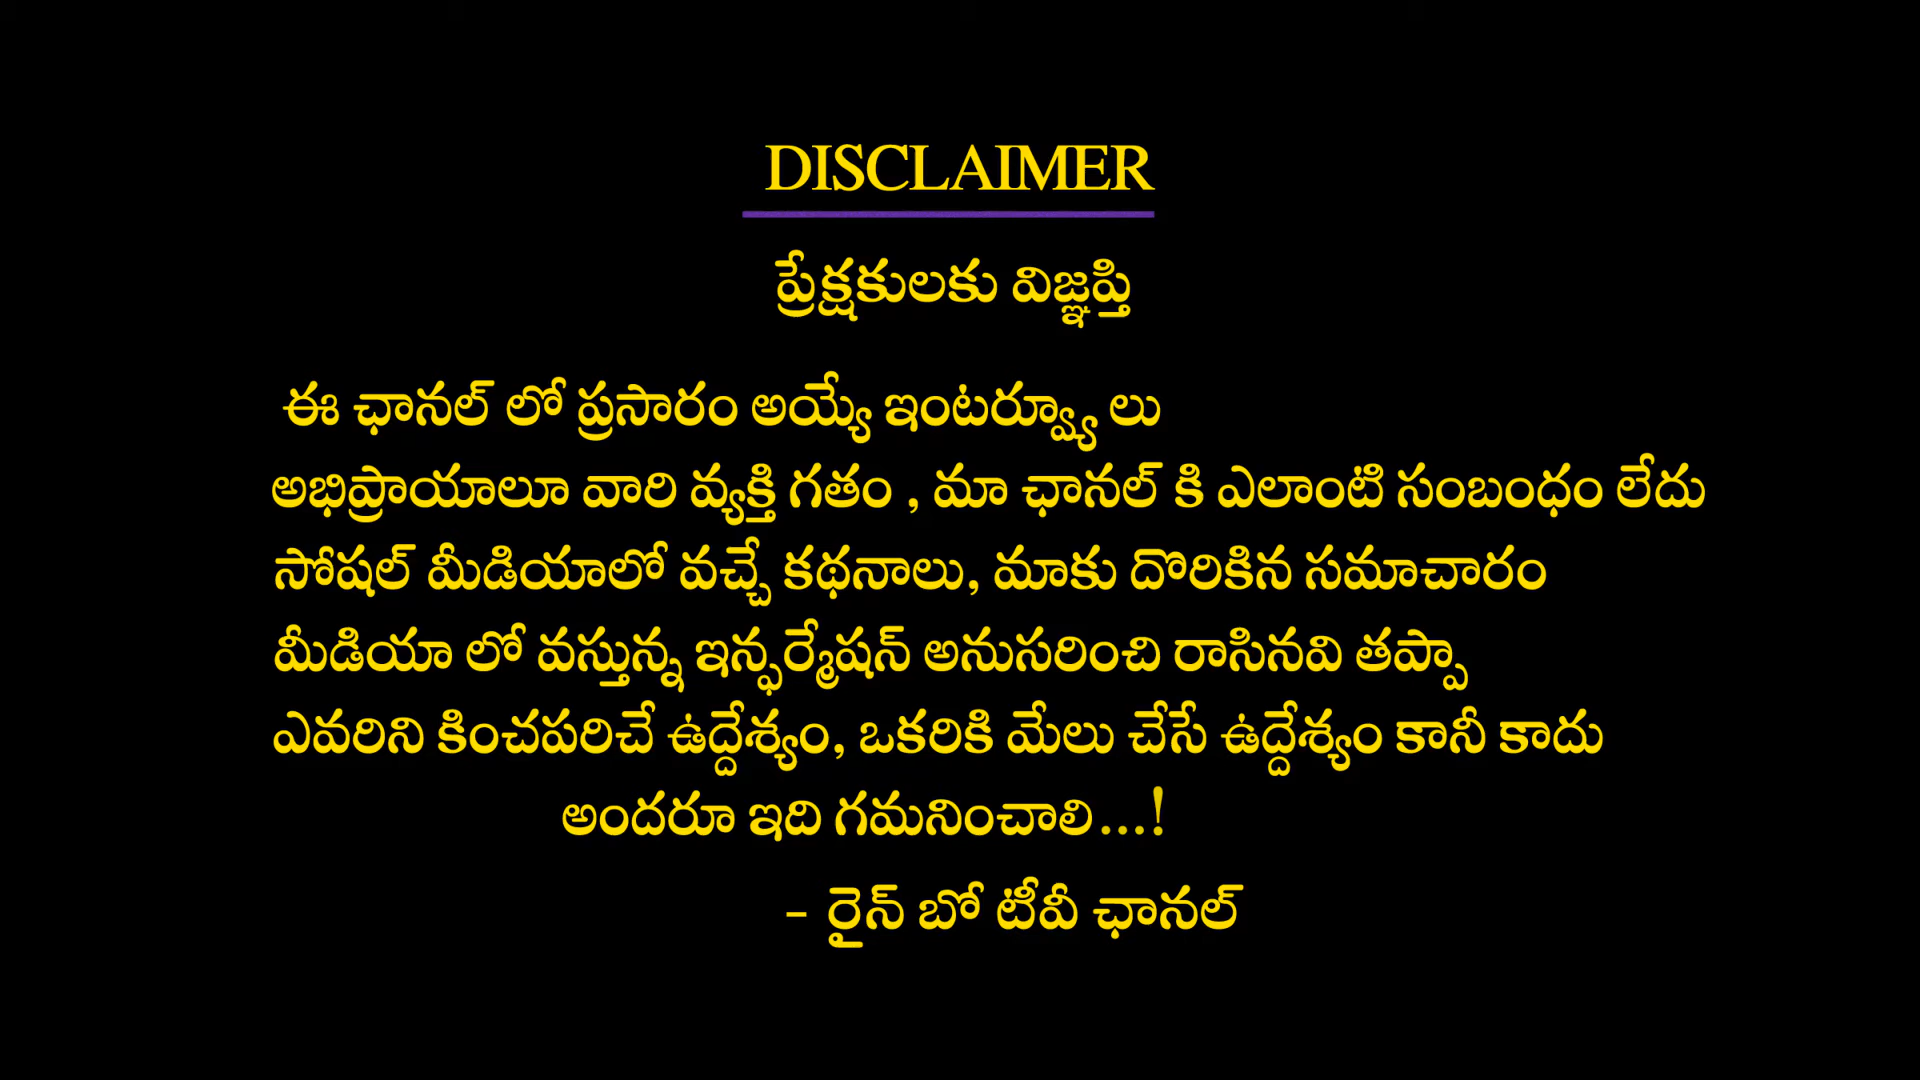 DISCLAIMER
ప్రేక్షకులకు విజ్ఞప్తి
ఈ ఛానల్ లో ప్రసారం అయ్యే ఇంటర్వ్యూ లు
అభిప్రాయాలూ వారి వ్యక్తి గతం , మా ఛానల్ కి ఎలాంటి సంబంధం లేదు
సోషల్ మీడియాలో వచ్చే కథనాలు, మాకు దొరికిన సమాచారం
మీడియా లో వస్తున్న ఇన్ఫర్మేషన్ అనుసరించి రాసినవి తప్పా
ఎవరిని కించపరిచే ఉద్దేశ్యం, ఒకరికి మేలు చేసే ఉద్దేశ్యం కానీ కాదు
అందరూ ఇది గమనించాలి...!
- రైన్ బో టీవీ ఛానల్